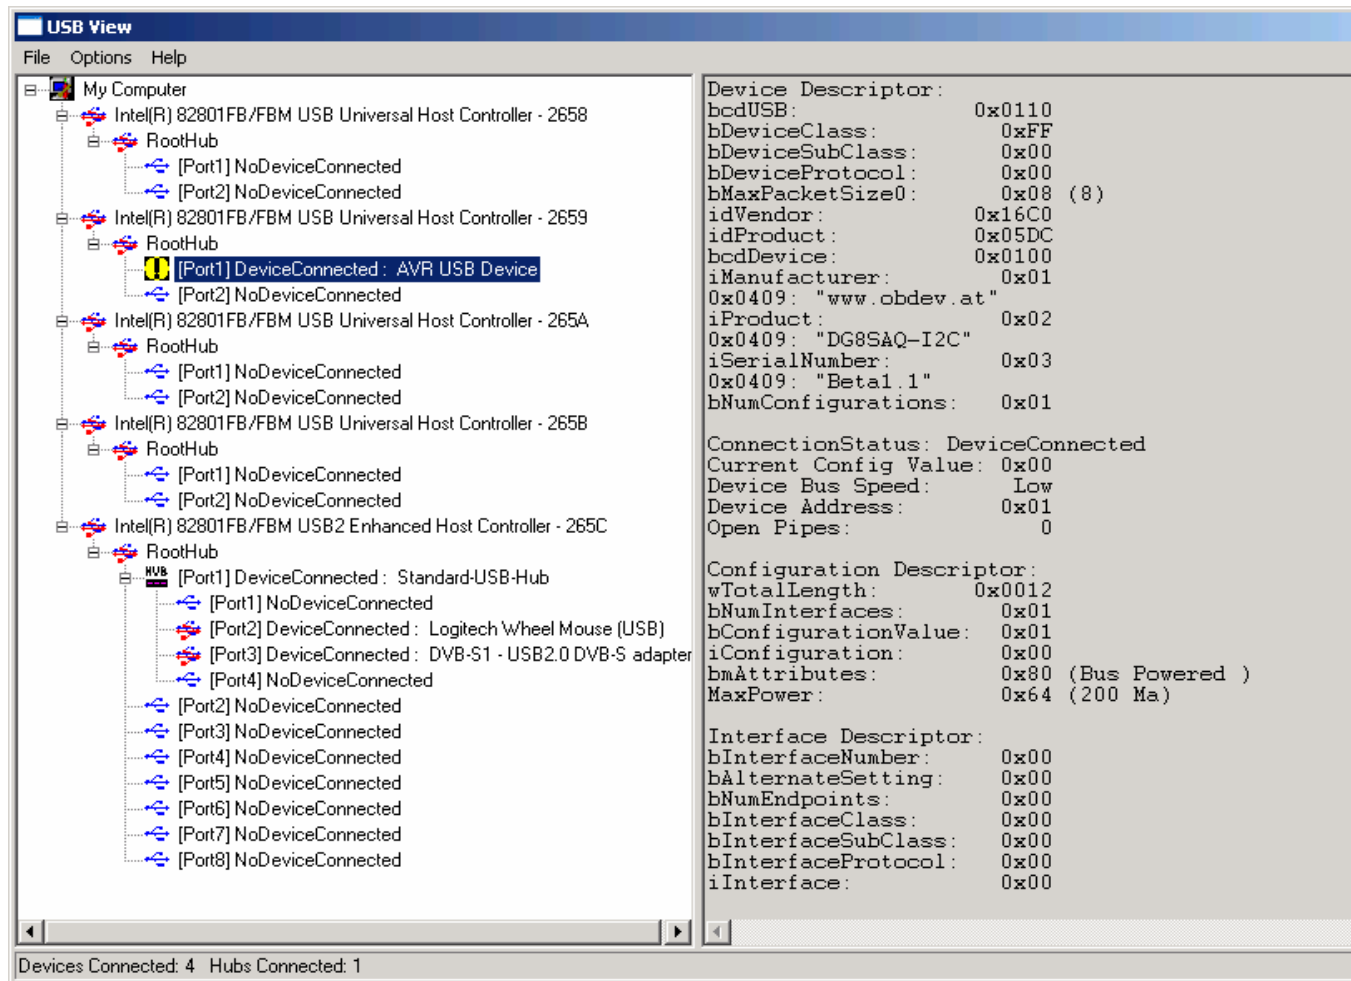 USB View
File Options Help
My Computer
Intel(R) 82801FB/FBM USB Universal Host Controller - 2658
RootHub
[Port1] NoDeviceConnected
[Port2] NoDeviceConnected
Intel(R) 82801FB/FBM USB Universal Host Controller - 2659
RootHub
[Port1] DeviceConnected : AVR USB Device
[Port2] NoDeviceConnected
Intel(R) 82801FB/FBM USB Universal Host Controller - 265A
RootHub
[Port1] NoDeviceConnected
[Port2] NoDeviceConnected
Intel(R) 82801FB/FBM USB Universal Host Controller - 265B
RootHub
[Port1] NoDeviceConnected
[Port2] NoDeviceConnected
Intel(R) 82801FB/FBM USB2 Enhanced Host Controller - 265C
RootHub
HUB
[Port1] DeviceConnected : Standard-USB-Hub
[Port1] NoDeviceConnected
[Port2] DeviceConnected : Logitech Wheel Mouse (USB)
[Port3] DeviceConnected : DVB-S1 - USB2.0 DVB-S adapter
[Port4] NoDeviceConnected
[Port2] NoDeviceConnected
[Port3] NoDeviceConnected
[Port4] NoDeviceConnected
[Port5] NoDeviceConnected
[Port6] NoDeviceConnected
[Port7] NoDeviceConnected
[Port8] NoDeviceConnected
Device Descriptor:
bcdUSB: 0x0110
bDeviceClass: 0xFF
bDeviceSubClass: 0x00
bDeviceProtocol: 0x00
bMaxPacketSize0: 0x08 (8)
idVendor: 0x16C0
idProduct: 0x05DC
bcdDevice: 0x0100
iManufacturer: 0x01
0x0409: "www.obdev.at"
iProduct: 0x02
0x0409: "DG8SAQ-I2C"
iSerialNumber: 0x03
0x0409: "Beta1.1"
bNumConfigurations: 0x01
ConnectionStatus: DeviceConnected
Current Config Value: 0x00
Device Bus Speed: Low
Device Address: 0x01
Open Pipes: 0
Configuration Descriptor:
wTotalLength: 0x0012
bNumInterfaces: 0x01
bConfigurationValue: 0x01
iConfiguration: 0x00
bmAttributes: 0x80 (Bus Powered )
MaxPower: 0x64 (200 Ma)
Interface Descriptor:
bInterfaceNumber: 0x00
bAlternateSetting: 0x00
bNumEndpoints: 0x00
bInterfaceClass: 0x00
bInterfaceSubClass: 0x00
bInterfaceProtocol: 0x00
iInterface: 0x00
Devices Connected: 4 Hubs Connected: 1